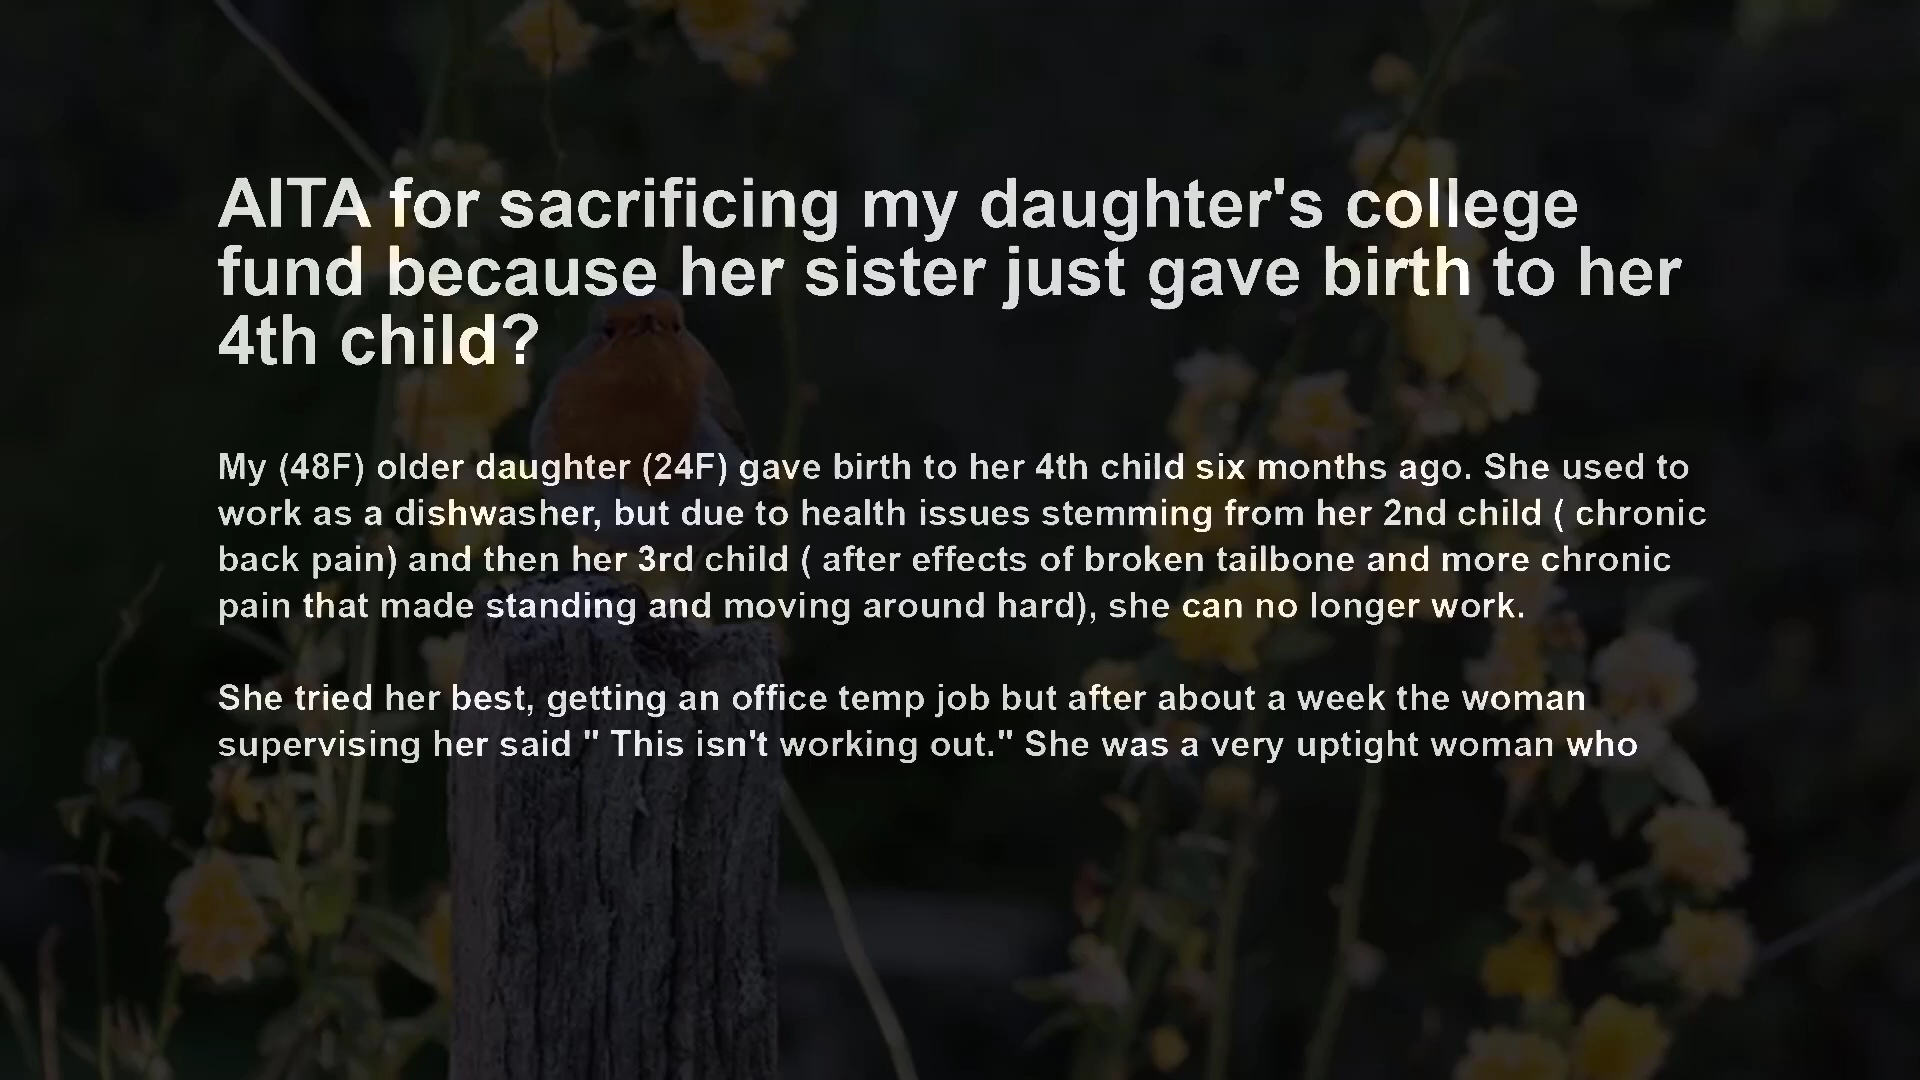 AITA for sacrificing my daughter's college
fund because her sister just gave birth to her
4th child?
My (48F) older daughter (24F) gave birth to her 4th child six months ago. She used to
work as a dishwasher, but due to health issues stemming from her 2nd child ( chronic
back pain) and then her 3rd child ( after effects of broken tailbone and more chronic
pain that made standing and moving around hard), she can no longer work.
She tried her best, getting an office temp job but after about a week the woman
supervising her said " This isn't working out." She was a very uptight woman who